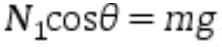 N₁cosθ = mg